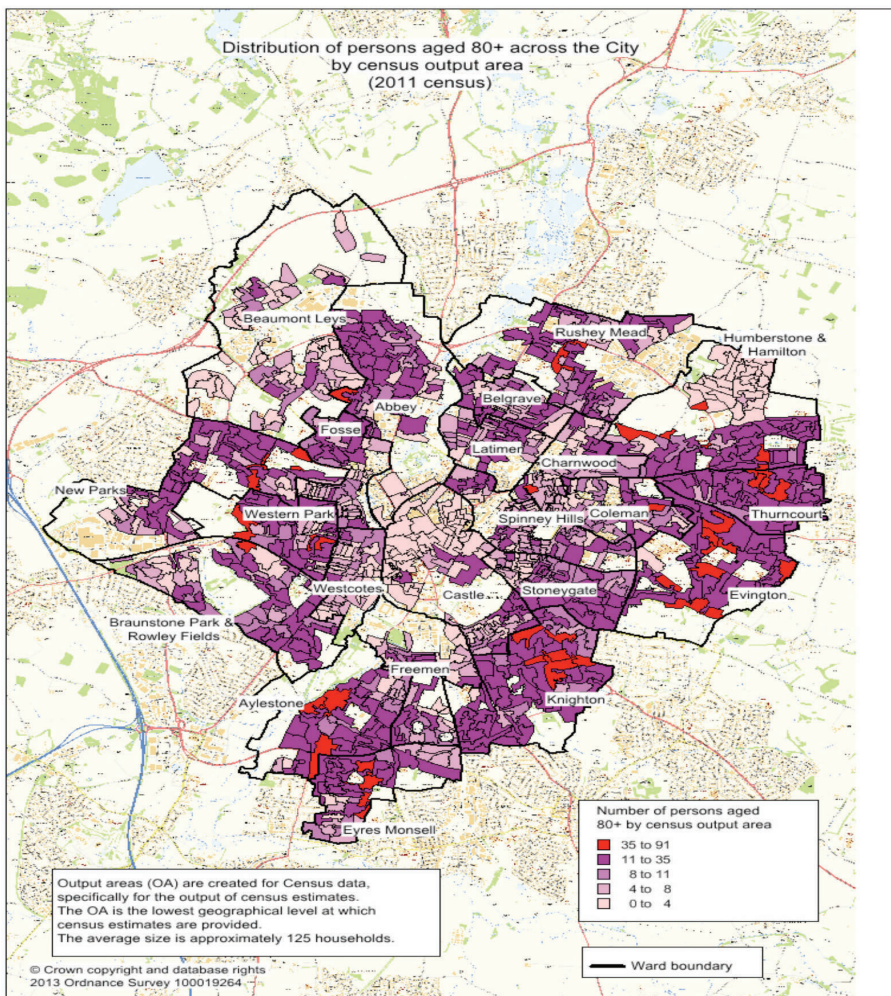 Distribution of persons aged 80+ across the City
by census output area
(2011 census)
Beaumont Leys
Rushey Mead
Humberstone &
Hamilton
Abbey
Belgrave
Fosse
Latimer
Charnwood
New Parks
Western Park
Spinney Hills
Coleman
Thurncourt
Westcotes
Castle
Stoneygate
Evington
Braunstone Park &
Rowley Fields
Freemen
Aylestone
Knighton
Eyres Monsell
Number of persons aged
80+ by census output area
35 to 91
11 to 35
8 to 11
4 to 8
0 to 4
Output areas (OA) are created for Census data,
specifically for the output of census estimates.
The OA is the lowest geographical level at which
census estimates are provided.
The average size is approximately 125 households.
Ward boundary
© Crown copyright and database rights
2013 Ordnance Survey 100019264